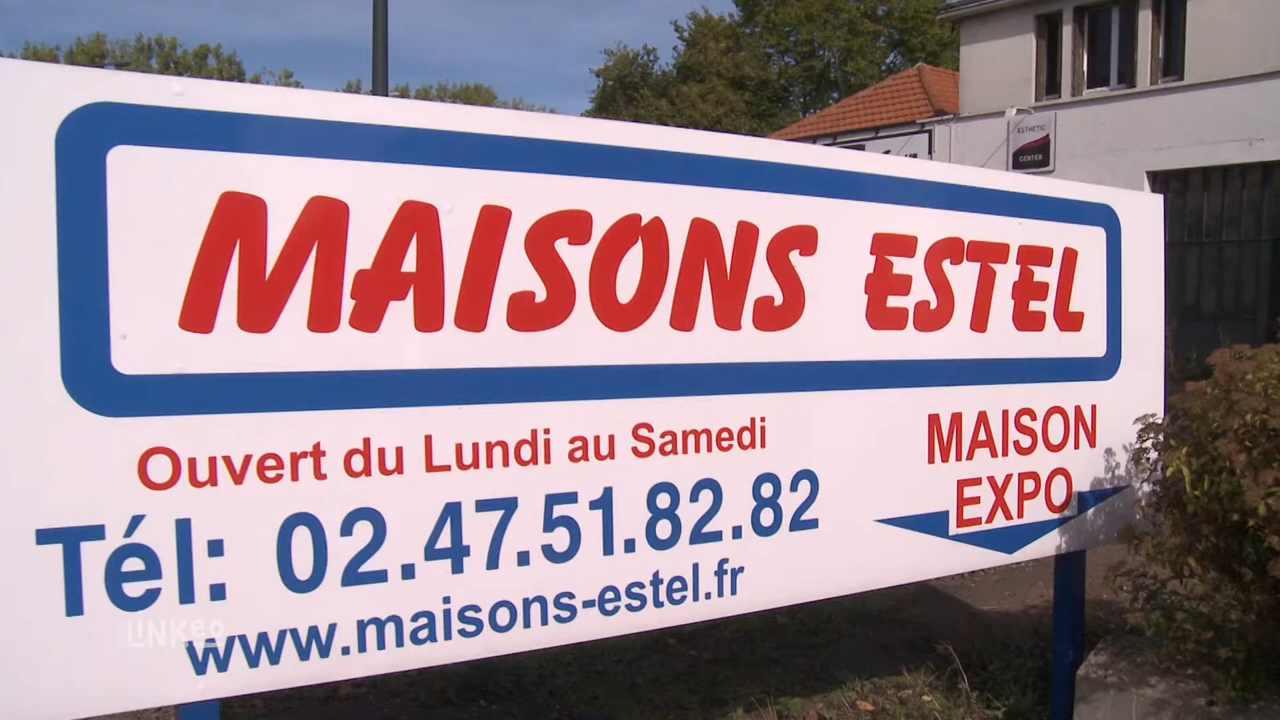 ESTHETIC
CENTER
MAISONS ESTEL
Ouvert du Lundi au Samedi
Tél: 02.47.51.82.82
www.maisons-estel.fr
MAISON
EXPO
LINKEO